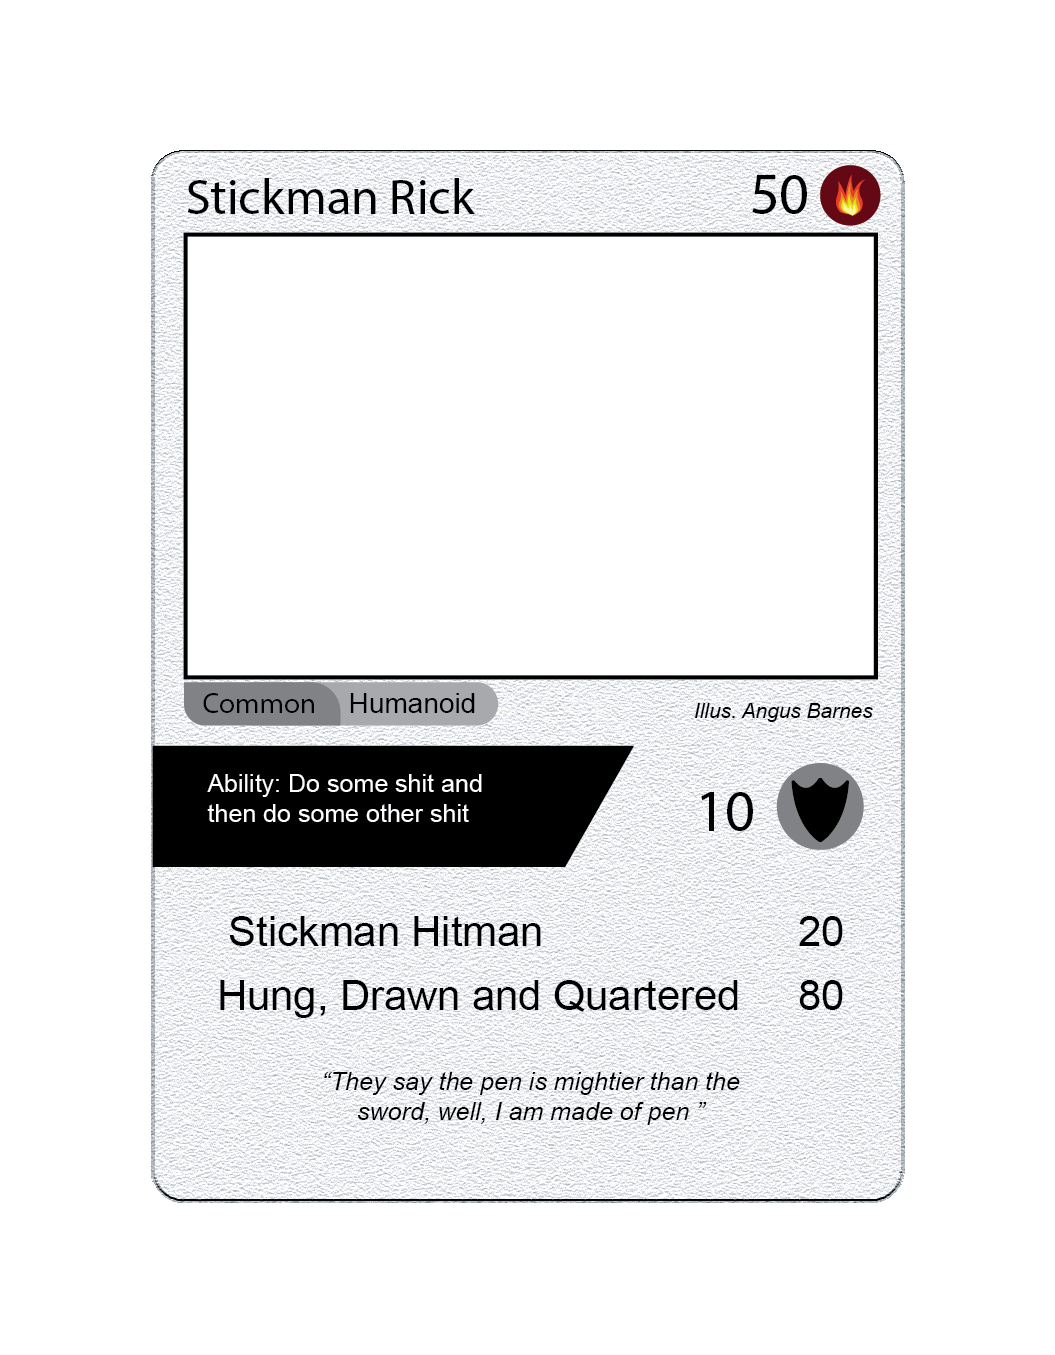 Stickman Rick 50
Common Humanoid
Illus. Angus Barnes
Ability: Do some shit and
then do some other shit
10
Stickman Hitman 20
Hung, Drawn and Quartered 80
“They say the pen is mightier than the
sword, well, I am made of pen ”